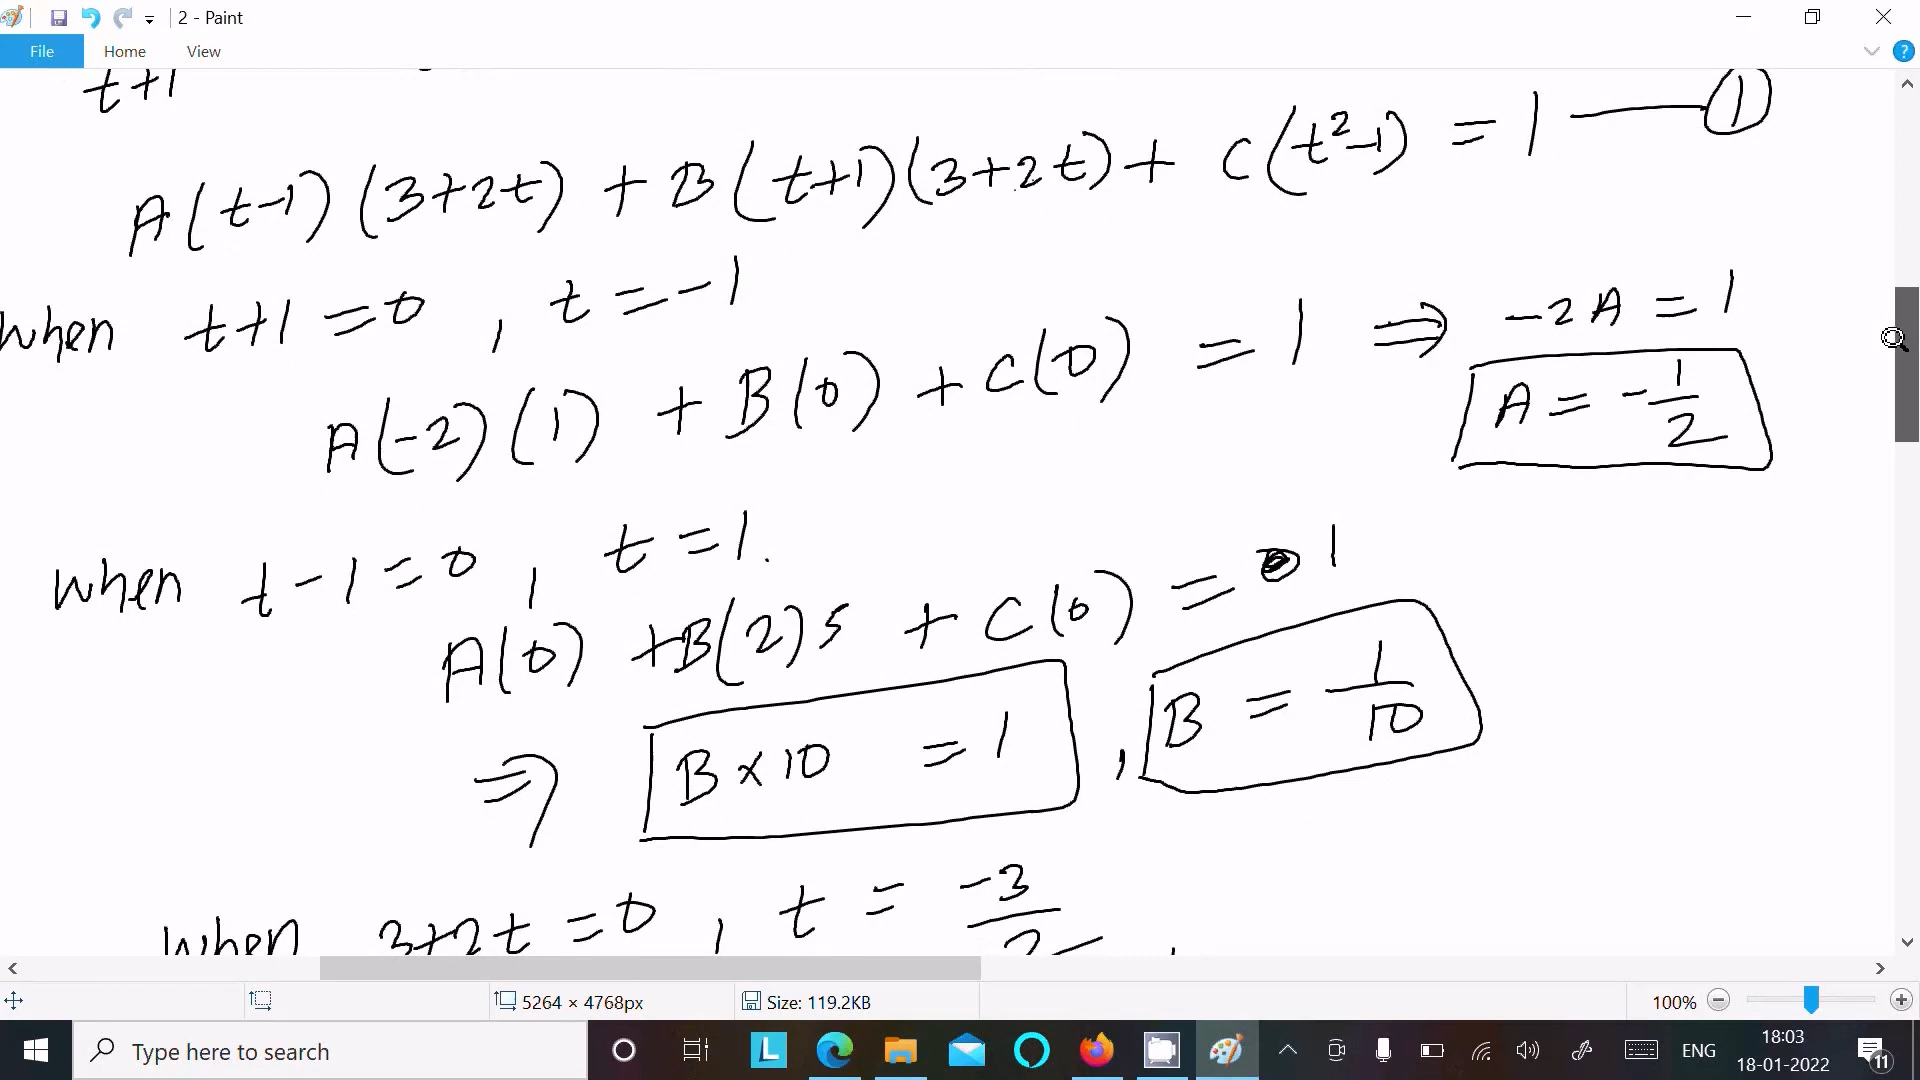 2 - Paint
File Home View
t+1
A(t-1)(3+2t) + B(t+1)(3+2t) + C(t²-1) = 1 — ①
when t+1=0, t=-1
A(-2)(1) + B(0) + C(0) = 1 ⇒ -2A = 1
A = -1/2
when t-1=0, t=1.
A(0) +B(2)5 + C(0) = 1
⇒ B×10 = 1, B = 1/10
when 3+2t=0, t = -3/2
5264 × 4768px Size: 119.2KB 100%
Type here to search
ENG
18:03
18-01-2022
11